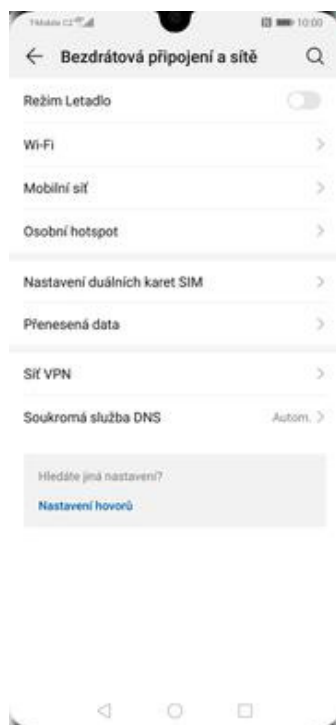 T-Mobile CZ
10:00
Bezdrátová připojení a sítě
Režim Letadlo
Wi-Fi
Mobilní síť
Osobní hotspot
Nastavení duálních karet SIM
Přenesená data
Síť VPN
Soukromá služba DNS Autom.
Hledáte jiná nastavení?
Nastavení hovorů